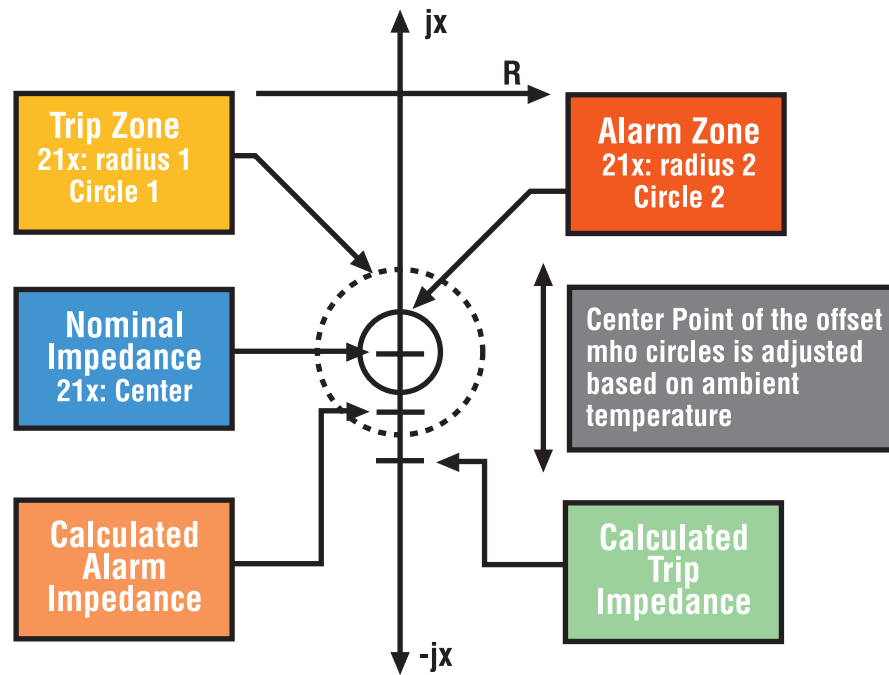 jx
R
Trip Zone
21x: radius 1
Circle 1
Alarm Zone
21x: radius 2
Circle 2
Nominal
Impedance
21x: Center
Center Point of the offset
mho circles is adjusted
based on ambient
temperature
Calculated
Alarm
Impedance
Calculated
Trip
Impedance
-jx